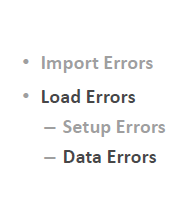 • Import Errors
• Load Errors
– Setup Errors
– Data Errors